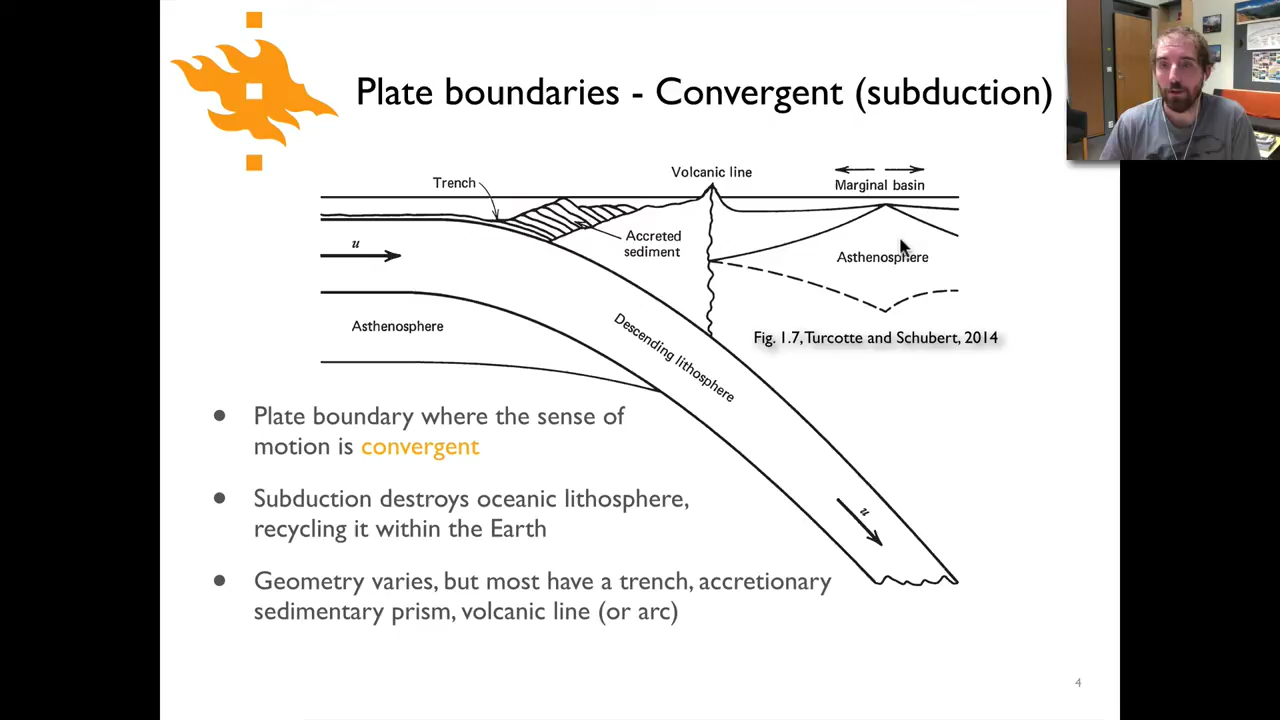 Plate boundaries - Convergent (subduction)
Volcanic line
Trench
Marginal basin
Accreted
sediment
u
Asthenosphere
Asthenosphere
Descending lithosphere
Fig. 1.7, Turcotte and Schubert, 2014
u
• Plate boundary where the sense of
motion is convergent
• Subduction destroys oceanic lithosphere,
recycling it within the Earth
• Geometry varies, but most have a trench, accretionary
sedimentary prism, volcanic line (or arc)
4